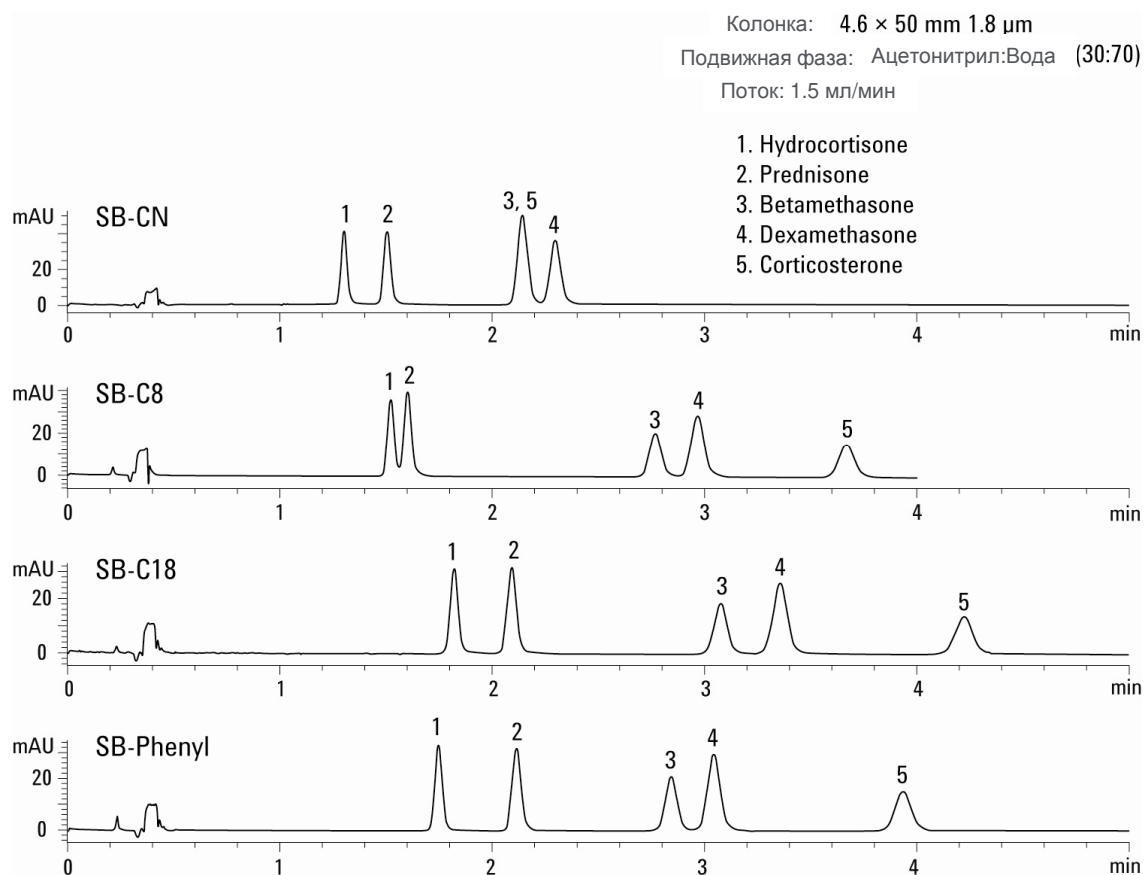 Колонка: 4.6 × 50 mm 1.8 µm
Подвижная фаза: Ацетонитрил:Вода (30:70)
Поток: 1.5 мл/мин
1. Hydrocortisone
2. Prednisone
3. Betamethasone
4. Dexamethasone
5. Corticosterone
mAU SB-CN
1 2 3, 5 4
20
0
0 1 2 3 4 min
mAU SB-C8
1 2 3 4 5
20
0
0 1 2 3 4 min
mAU SB-C18
1 2 3 4 5
20
0
0 1 2 3 4 min
mAU SB-Phenyl
1 2 3 4 5
20
0
0 1 2 3 4 min